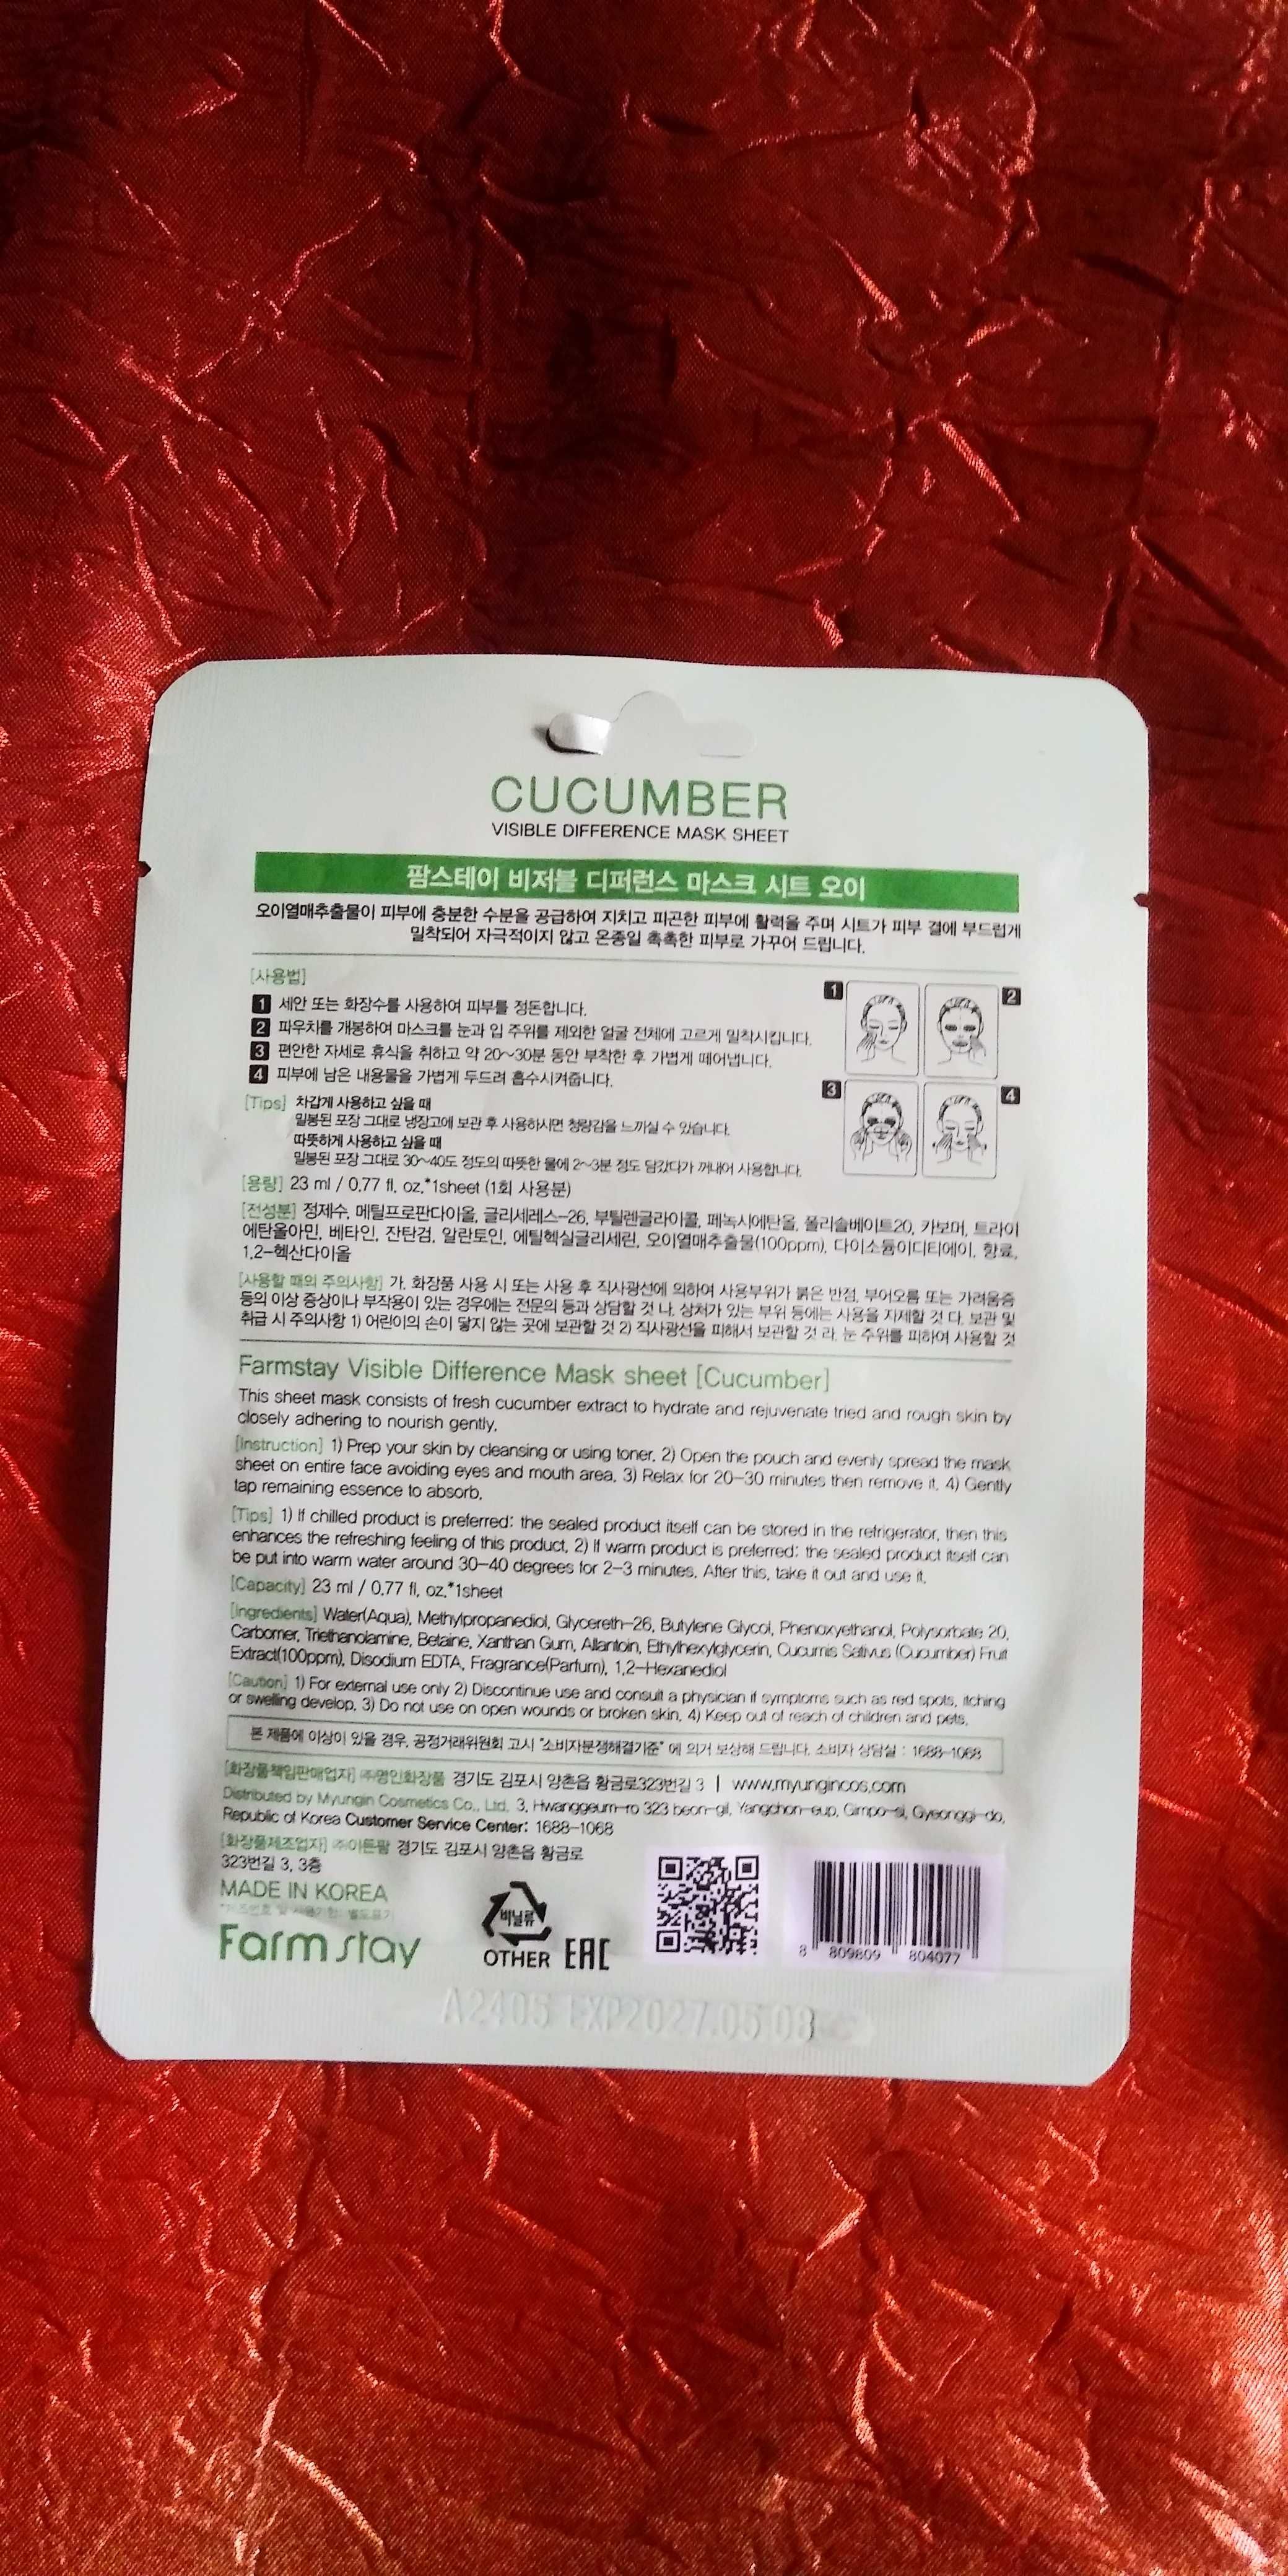 CUCUMBER
VISIBLE DIFFERENCE MASK SHEET
팜스테이 비저블 디퍼런스 마스크 시트 오이
오이열매추출물이 피부에 충분한 수분을 공급하여 지치고 피곤한 피부에 활력을 주며 시트가 피부 결에 부드럽게
밀착되어 자극적이지 않고 온종일 촉촉한 피부로 가꾸어 드립니다.
[사용법]
1 세안 또는 화장수를 사용하여 피부를 정돈합니다.
2 파우치를 개봉하여 마스크를 눈과 입 주위를 제외한 얼굴 전체에 고르게 밀착시킵니다.
3 편안한 자세로 휴식을 취하고 약 20~30분 동안 부착한 후 가볍게 떼어냅니다.
4 피부에 남은 내용물을 가볍게 두드려 흡수시켜줍니다.
1
2
3
4
[Tips] 차갑게 사용하고 싶을 때
밀봉된 포장 그대로 냉장고에 보관 후 사용하시면 청량감을 느끼실 수 있습니다.
따뜻하게 사용하고 싶을 때
밀봉된 포장 그대로 30~40도 정도의 따뜻한 물에 2~3분 정도 담갔다가 꺼내어 사용합니다.
[용량] 23 ml / 0.77 fl. oz.*1sheet (1회 사용분)
[전성분] 정제수, 메틸프로판다이올, 글리세레스-26, 부틸렌글라이콜, 페녹시에탄올, 폴리솔베이트20, 카보머, 트라이
에탄올아민, 베타인, 잔탄검, 알란토인, 에틸헥실글리세린, 오이열매추출물(100ppm), 다이소듐이디티에이, 향료,
1,2-헥산다이올
[사용할 때의 주의사항] 가. 화장품 사용 시 또는 사용 후 직사광선에 의하여 사용부위가 붉은 반점, 부어오름 또는 가려움증
등의 이상 증상이나 부작용이 있는 경우에는 전문의 등과 상담할 것 나. 상처가 있는 부위 등에는 사용을 자제할 것 다. 보관 및
취급 시 주의사항 1) 어린이의 손이 닿지 않는 곳에 보관할 것 2) 직사광선을 피해서 보관할 것 라. 눈 주위를 피하여 사용할 것
Farmstay Visible Difference Mask sheet [Cucumber]
This sheet mask consists of fresh cucumber extract to hydrate and rejuvenate tried and rough skin by
closely adhering to nourish gently.
[Instruction] 1) Prep your skin by cleansing or using toner. 2) Open the pouch and evenly spread the mask
sheet on entire face avoiding eyes and mouth area. 3) Relax for 20-30 minutes then remove it. 4) Gently
tap remaining essence to absorb.
[Tips] 1) If chilled product is preferred: the sealed product itself can be stored in the refrigerator, then this
enhances the refreshing feeling of this product. 2) If warm product is preferred: the sealed product itself can
be put into warm water around 30-40 degrees for 2-3 minutes. After this, take it out and use it.
[Capacity] 23 ml / 0.77 fl. oz.*1sheet
[Ingredients] Water(Aqua), Methylpropanediol, Glycereth-26, Butylene Glycol, Phenoxyethanol, Polysorbate 20,
Carbomer, Triethanolamine, Betaine, Xanthan Gum, Allantoin, Ethylhexylglycerin, Cucumis Sativus (Cucumber) Fruit
Extract(100ppm), Disodium EDTA, Fragrance(Parfum), 1,2-Hexanediol
[Caution] 1) For external use only 2) Discontinue use and consult a physician if symptoms such as red spots, itching
or swelling develop. 3) Do not use on open wounds or broken skin. 4) Keep out of reach of children and pets.
본 제품에 이상이 있을 경우, 공정거래위원회 고시 "소비자분쟁해결기준" 에 의거 보상해 드립니다. 소비자 상담실 : 1688-1068
[화장품책임판매업자] ㈜명인화장품 경기도 김포시 양촌읍 황금로323번길 3 | www.myungincos.com
Distributed by Myungin Cosmetics Co., Ltd. 3, Hwanggeum-ro 323 beon-gil, Yangchon-eup, Gimpo-si, Gyeonggi-do,
Republic of Korea Customer Service Center: 1688-1068
[화장품제조업자] ㈜아든팜 경기도 김포시 양촌읍 황금로
323번길 3, 3층
MADE IN KOREA
*제조번호 및 사용기한: 별도표기
Farmstay
비닐류
OTHER EAC
8 809809 804077
A2405 EXP2027.05.08